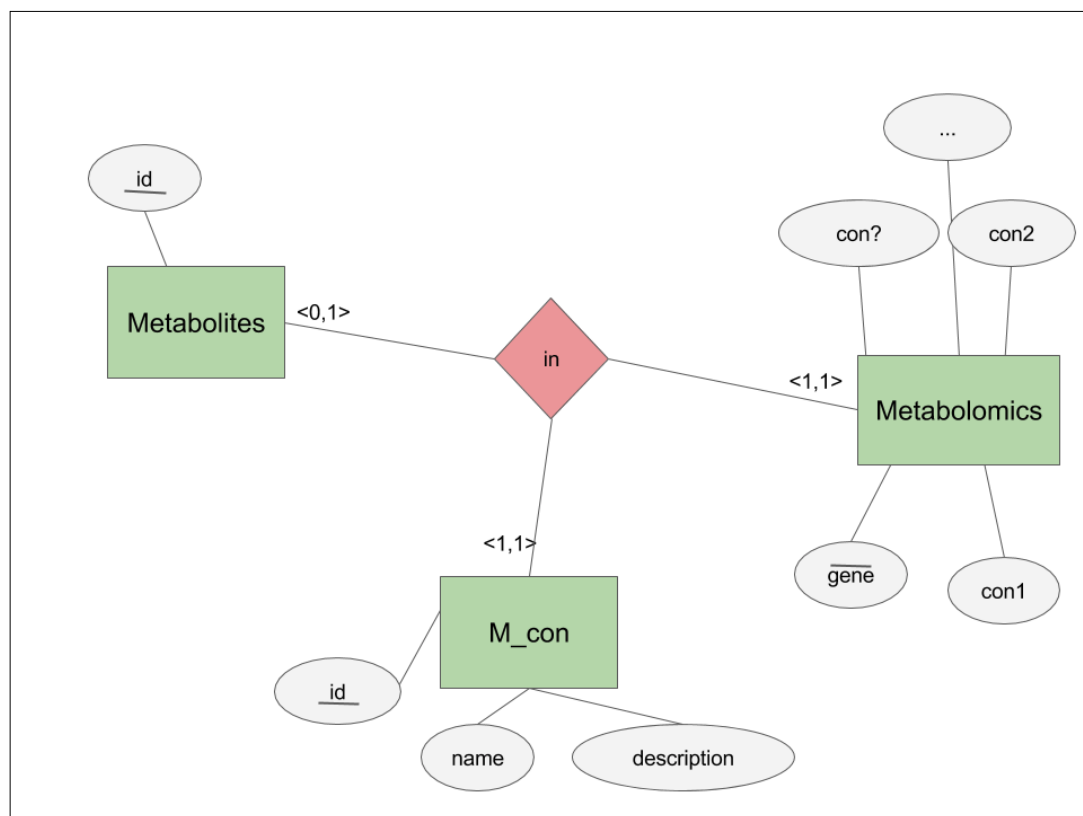 ...
id
con?
con2
Metabolites
<0,1>
in
<1,1>
Metabolomics
<1,1>
gene
con1
M_con
id
name
description